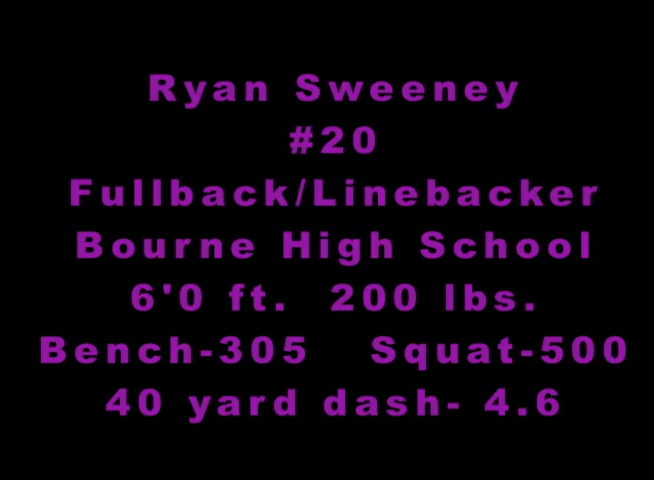 Ryan Sweeney
#20
Fullback/Linebacker
Bourne High School
6'0 ft. 200 lbs.
Bench-305 Squat-500
40 yard dash- 4.6